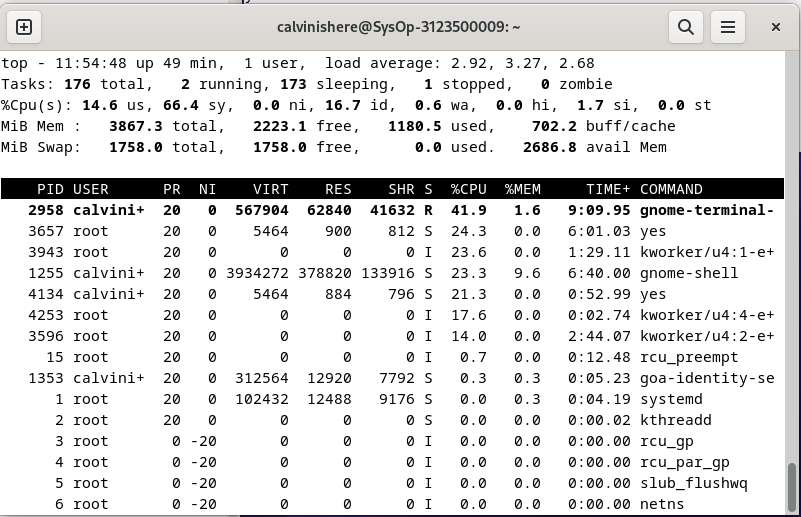 calvinishere@SysOp-3123500009: ~
top - 11:54:48 up 49 min,  1 user,  load average: 2.92, 3.27, 2.68
Tasks: 176 total,   2 running, 173 sleeping,   1 stopped,   0 zombie
%Cpu(s): 14.6 us, 66.4 sy,  0.0 ni, 16.7 id,  0.6 wa,  0.0 hi,  1.7 si,  0.0 st
MiB Mem :   3867.3 total,   2223.1 free,   1180.5 used,    702.2 buff/cache
MiB Swap:   1758.0 total,   1758.0 free,      0.0 used.   2686.8 avail Mem
    PID USER      PR  NI    VIRT    RES    SHR S  %CPU  %MEM     TIME+ COMMAND
   2958 calvini+  20   0  567904  62840  41632 R  41.9   1.6   9:09.95 gnome-terminal-
   3657 root      20   0    5464    900    812 S  24.3   0.0   6:01.03 yes
   3943 root      20   0       0      0      0 I  23.6   0.0   1:29.11 kworker/u4:1-e+
   1255 calvini+  20   0 3934272 378820 133916 S  23.3   9.6   6:40.00 gnome-shell
   4134 calvini+  20   0    5464    884    796 S  21.3   0.0   0:52.99 yes
   4253 root      20   0       0      0      0 I  17.6   0.0   0:02.74 kworker/u4:4-e+
   3596 root      20   0       0      0      0 I  14.0   0.0   2:44.07 kworker/u4:2-e+
     15 root      20   0       0      0      0 I   0.7   0.0   0:12.48 rcu_preempt
   1353 calvini+  20   0  312564  12920   7792 S   0.3   0.3   0:05.23 goa-identity-se
      1 root      20   0  102432  12488   9176 S   0.0   0.3   0:04.19 systemd
      2 root      20   0       0      0      0 S   0.0   0.0   0:00.02 kthreadd
      3 root       0 -20       0      0      0 I   0.0   0.0   0:00.00 rcu_gp
      4 root       0 -20       0      0      0 I   0.0   0.0   0:00.00 rcu_par_gp
      5 root       0 -20       0      0      0 I   0.0   0.0   0:00.00 slub_flushwq
      6 root       0 -20       0      0      0 I   0.0   0.0   0:00.00 netns